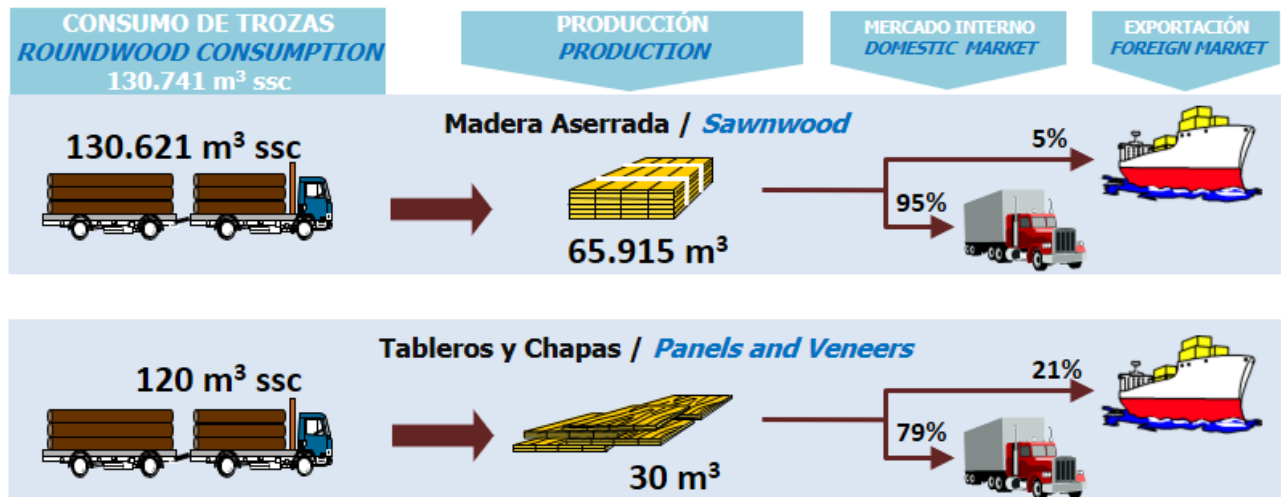 CONSUMO DE TROZAS
ROUNDWOOD CONSUMPTION
130.741 m³ ssc
PRODUCCIÓN
PRODUCTION
MERCADO INTERNO
DOMESTIC MARKET
EXPORTACIÓN
FOREIGN MARKET
Madera Aserrada / Sawnwood
130.621 m³ ssc
65.915 m³
5%
95%
Tableros y Chapas / Panels and Veneers
120 m³ ssc
30 m³
21%
79%